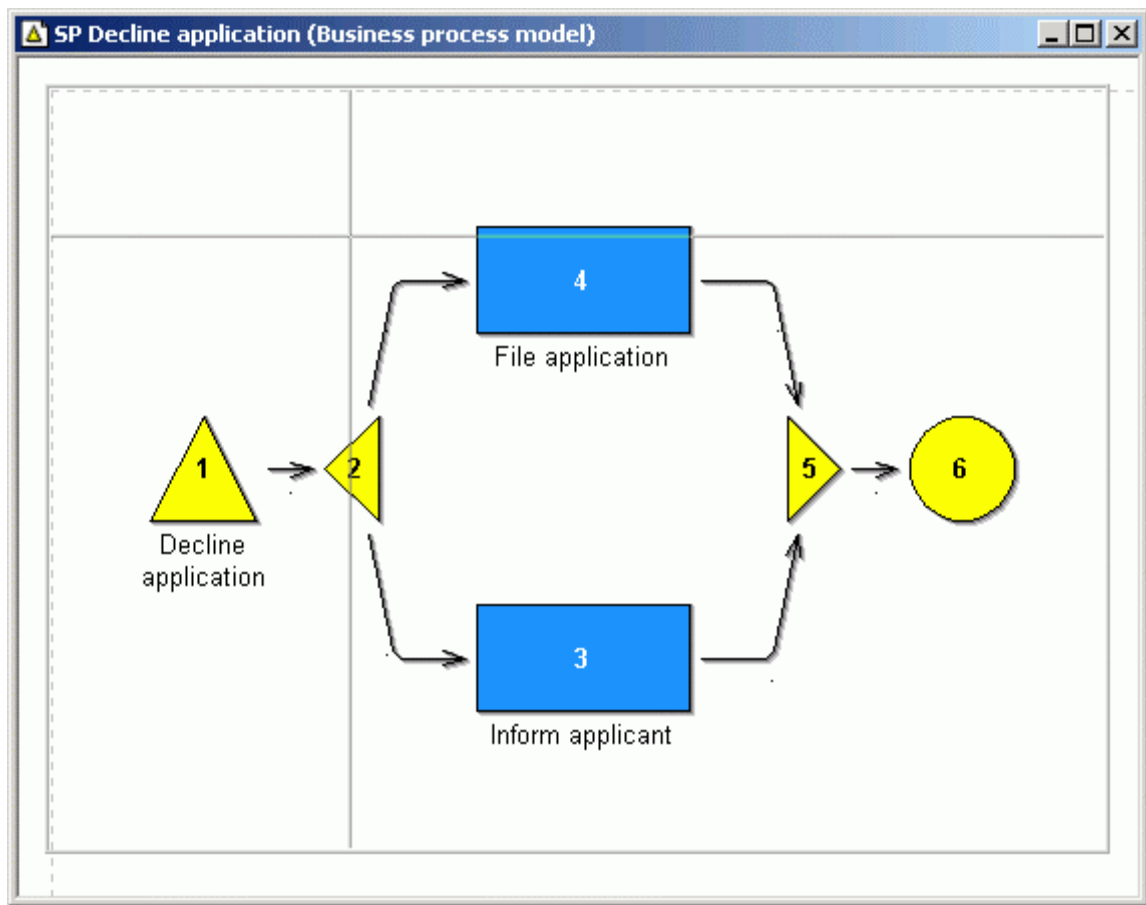 SP Decline application (Business process model)
4
File application
1
2
5
6
Decline
application
3
Inform applicant